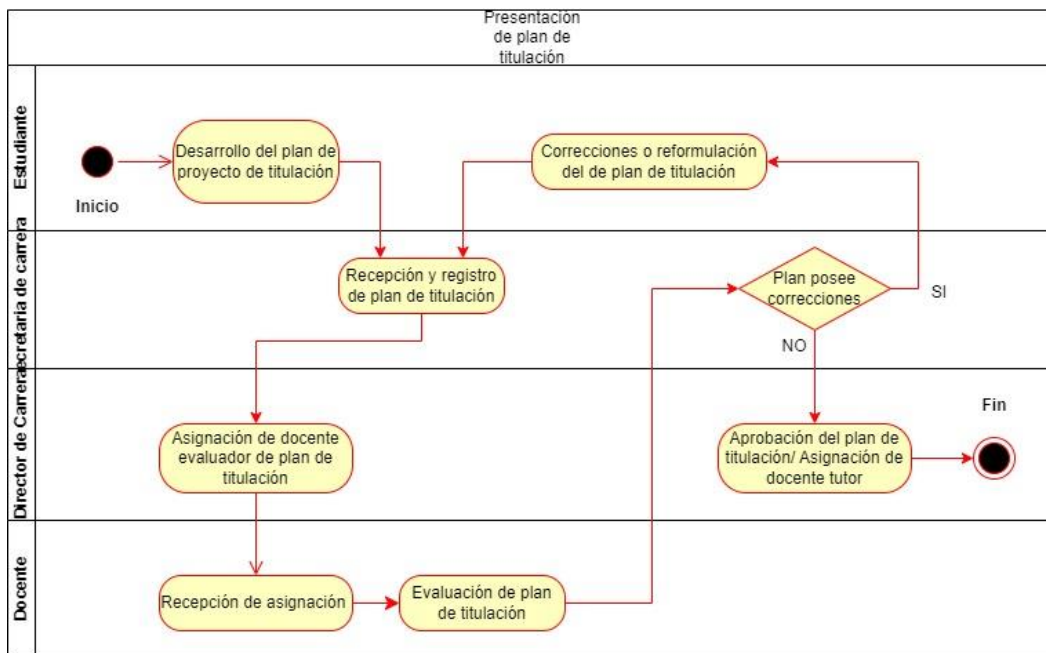 Presentación
de plan de
titulación
Estudiante
Inicio
Desarrollo del plan de
proyecto de titulación
Correcciones o reformulación
del de plan de titulación
ecretaria de carrera
Recepción y registro
de plan de titulación
Plan posee
correcciones
SI
NO
Director de Carrera
Asignación de docente
evaluador de plan de
titulación
Aprobación del plan de
titulación/ Asignación de
docente tutor
Fin
Docente
Recepción de asignación
Evaluación de plan
de titulación